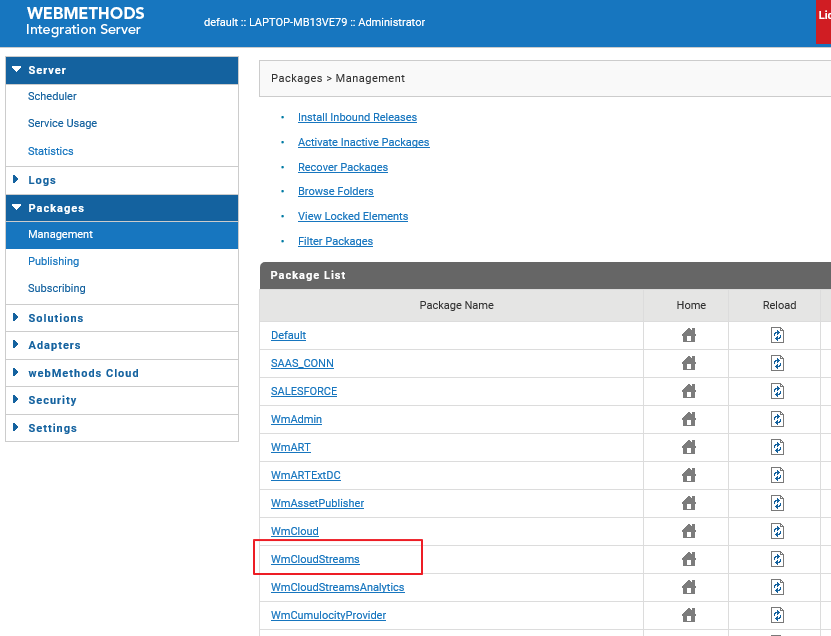 WEBMETHODS
Integration Server
default :: LAPTOP-MB13VE79 :: Administrator
Server
Scheduler
Service Usage
Statistics
Logs
Packages
Management
Publishing
Subscribing
Solutions
Adapters
webMethods Cloud
Security
Settings
Packages > Management
Install Inbound Releases
Activate Inactive Packages
Recover Packages
Browse Folders
View Locked Elements
Filter Packages
Package List
Package Name Home Reload
Default
SAAS_CONN
SALESFORCE
WmAdmin
WmART
WmARTExtDC
WmAssetPublisher
WmCloud
WmCloudStreams
WmCloudStreamsAnalytics
WmCumulocityProvider